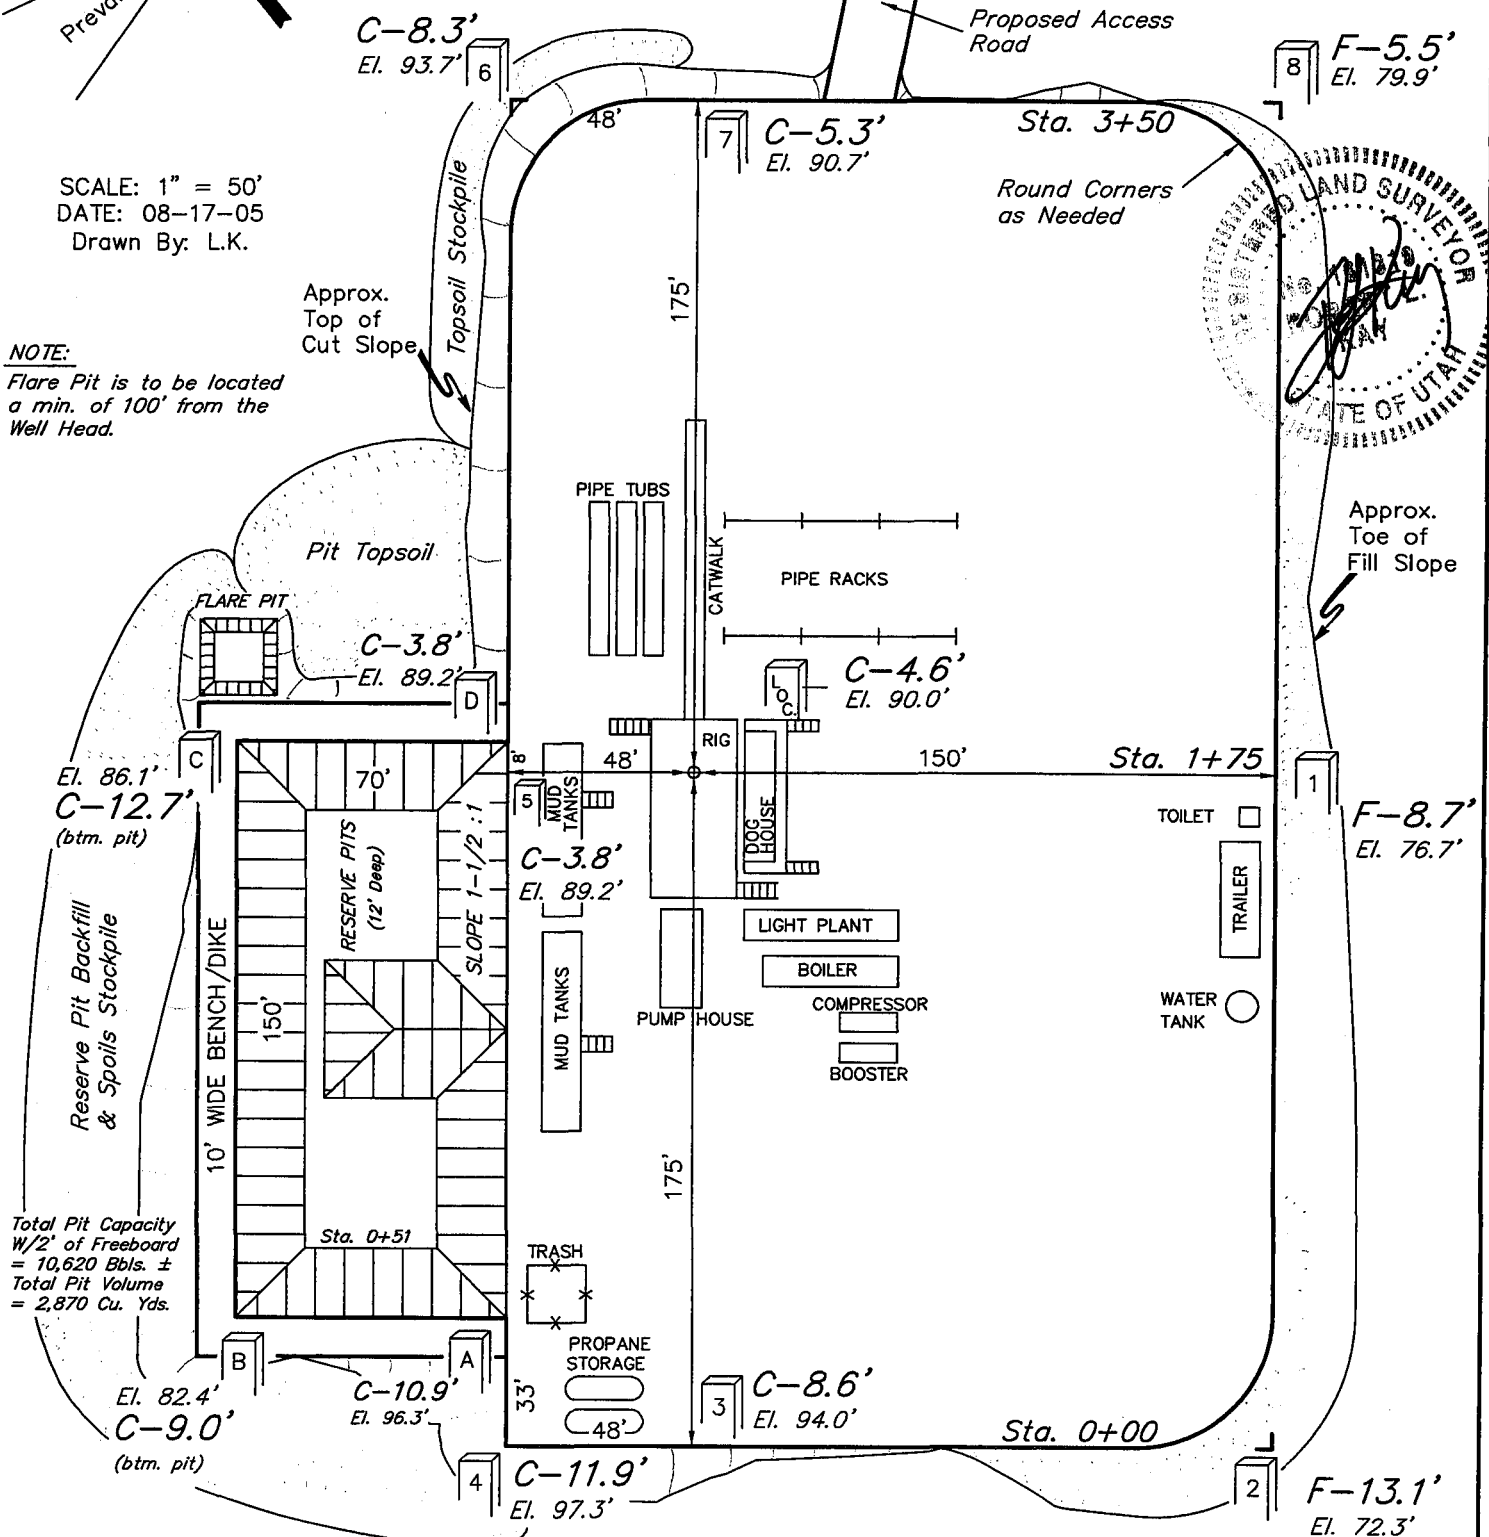 Proposed Access
Road
C-8.3'
El. 93.7'
6
8
F-5.5'
El. 79.9'
48'
7
C-5.3'
El. 90.7'
Sta. 3+50
SCALE: 1" = 50'
DATE: 08-17-05
Drawn By: L.K.
Topsoil Stockpile
175'
Round Corners
as Needed
LAND SURVEYOR
STATE OF UTAH
KAY
Approx.
Top of
Cut Slope
NOTE:
Flare Pit is to be located
a min. of 100' from the
Well Head.
PIPE TUBS
CATWALK
PIPE RACKS
Approx.
Toe of
Fill Slope
Pit Topsoil
FLARE PIT
C-3.8'
El. 89.2'
D
LOC.
C-4.6'
El. 90.0'
C
El. 86.1'
C-12.7'
(btm. pit)
70'
8'
48'
RIG
150'
Sta. 1+75
1
F-8.7'
El. 76.7'
5
MUD
TANKS
DOG
HOUSE
C-3.8'
El. 89.2'
TOILET
TRAILER
RESERVE PITS
(12' Deep)
SLOPE 1-1/2 :1
Reserve Pit Backfill
& Spoils Stockpile
10' WIDE BENCH/DIKE
150'
LIGHT PLANT
BOILER
COMPRESSOR
BOOSTER
PUMP HOUSE
MUD TANKS
WATER
TANK
175'
Total Pit Capacity
W/2' of Freeboard
= 10,620 Bbls. ±
Total Pit Volume
= 2,870 Cu. Yds.
Sta. 0+51
TRASH
PROPANE
STORAGE
48'
33'
B
A
El. 82.4'
C-9.0'
(btm. pit)
C-10.9'
El. 96.3'
3
C-8.6'
El. 94.0'
Sta. 0+00
4
C-11.9'
El. 97.3'
2
F-13.1'
El. 72.3'